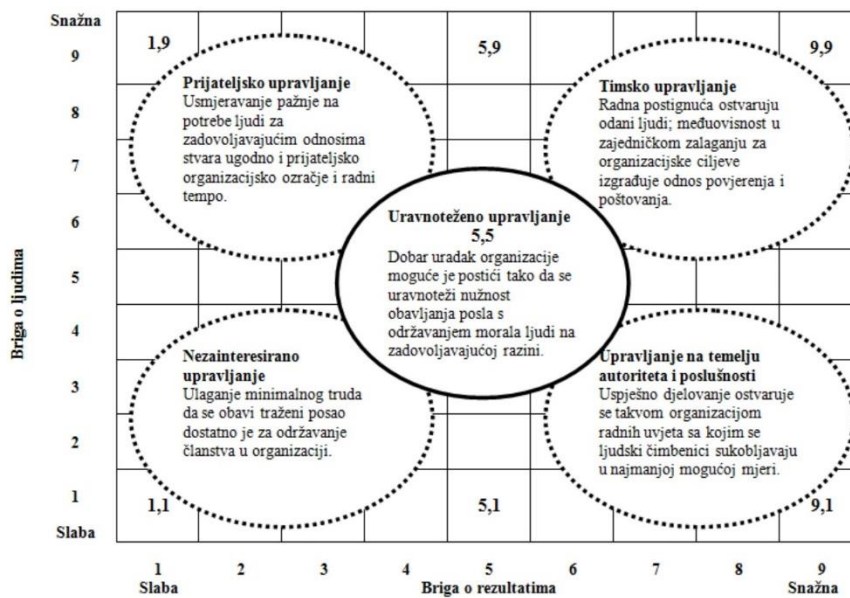 Snažna
9
8
7
6
5
4
3
2
1
Slaba
Briga o ljudima
1,9
5,9
9,9
Prijateljsko upravljanje
Usmjeravanje pažnje na
potrebe ljudi za
zadovoljavajućim odnosima
stvara ugodno i prijateljsko
organizacijsko ozračje i radni
tempo.
Timsko upravljanje
Radna postignuća ostvaruju
odani ljudi; međuovisnost u
zajedničkom zalaganju za
organizacijske ciljeve
izgrađuje odnos povjerenja i
poštovanja.
Uravnoteženo upravljanje
5,5
Dobar uradak organizacije
moguće je postići tako da se
uravnoteži nužnost
obavljanja posla s
održavanjem morala ljudi na
zadovoljavajućoj razini.
Nezainteresirano
upravljanje
Ulaganje minimalnog truda
da se obavi traženi posao
dostatno je za održavanje
članstva u organizaciji.
Upravljanje na temelju
autoriteta i poslušnosti
Uspješno djelovanje ostvaruje
se takvom organizacijom
radnih uvjeta sa kojim se
ljudski čimbenici sukobljavaju
u najmanjoj mogućoj mjeri.
1,1
5,1
9,1
1 2 3 4 5 6 7 8 9
Slaba Briga o rezultatima Snažna